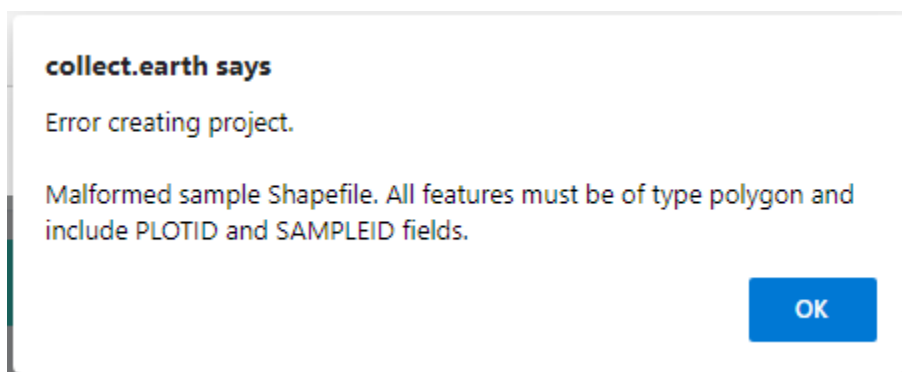 collect.earth says
Error creating project.
Malformed sample Shapefile. All features must be of type polygon and
include PLOTID and SAMPLEID fields.
OK